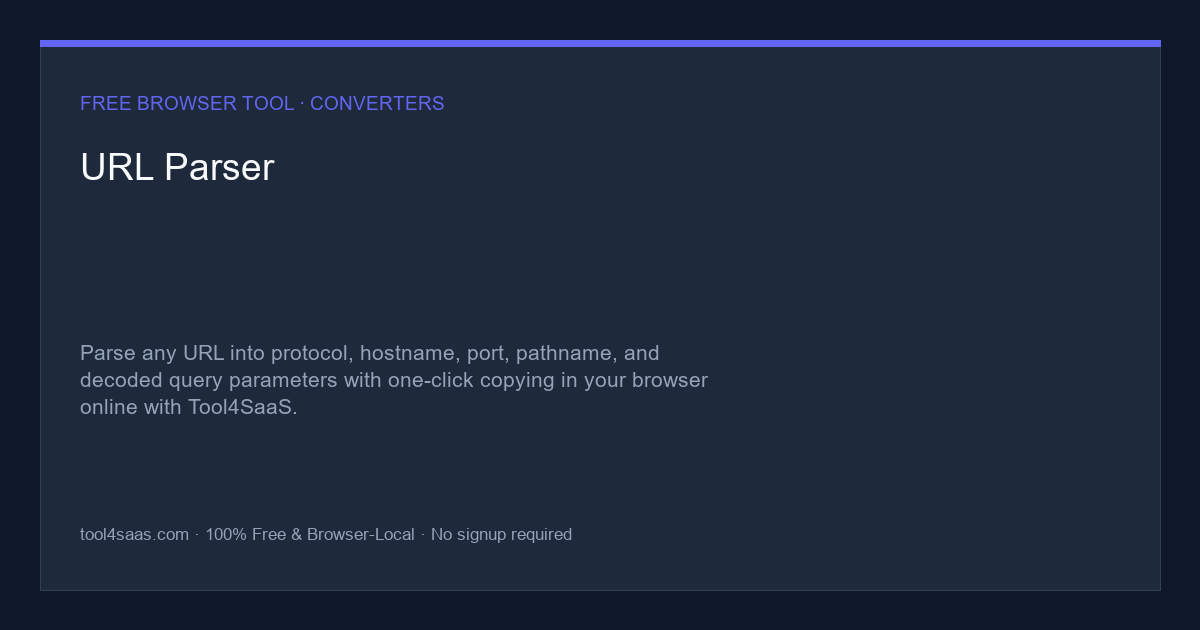 FREE BROWSER TOOL · CONVERTERS
URL Parser
Parse any URL into protocol, hostname, port, pathname, and
decoded query parameters with one-click copying in your browser
online with Tool4SaaS.
tool4saas.com · 100% Free & Browser-Local · No signup required